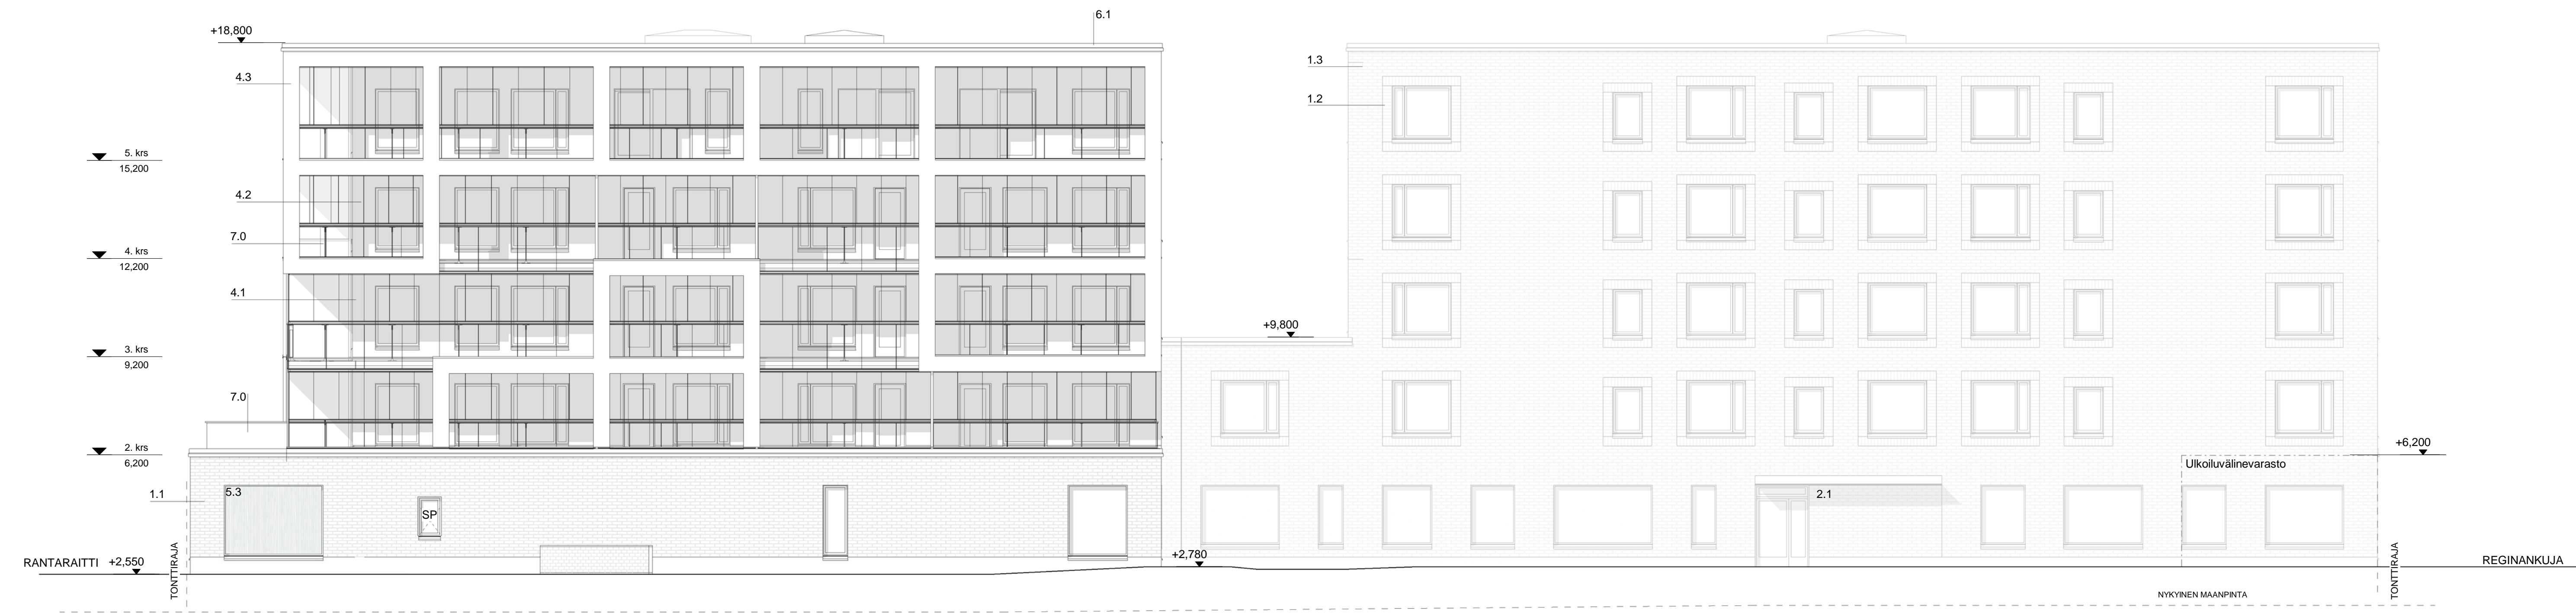 6.1
+18,800
4.3
1.3
1.2
5. krs
15,200
4.2
7.0
4. krs
12,200
4.1
+9,800
3. krs
9,200
7.0
2. krs
6,200
+6,200
Ulkoiluvälinevarasto
1.1
5.3
SP
2.1
RANTARAITTI +2,550
TONTTIRAJA
+2,780
TONTTIRAJA
REGINANKUJA
NYKYINEN MAANPINTA